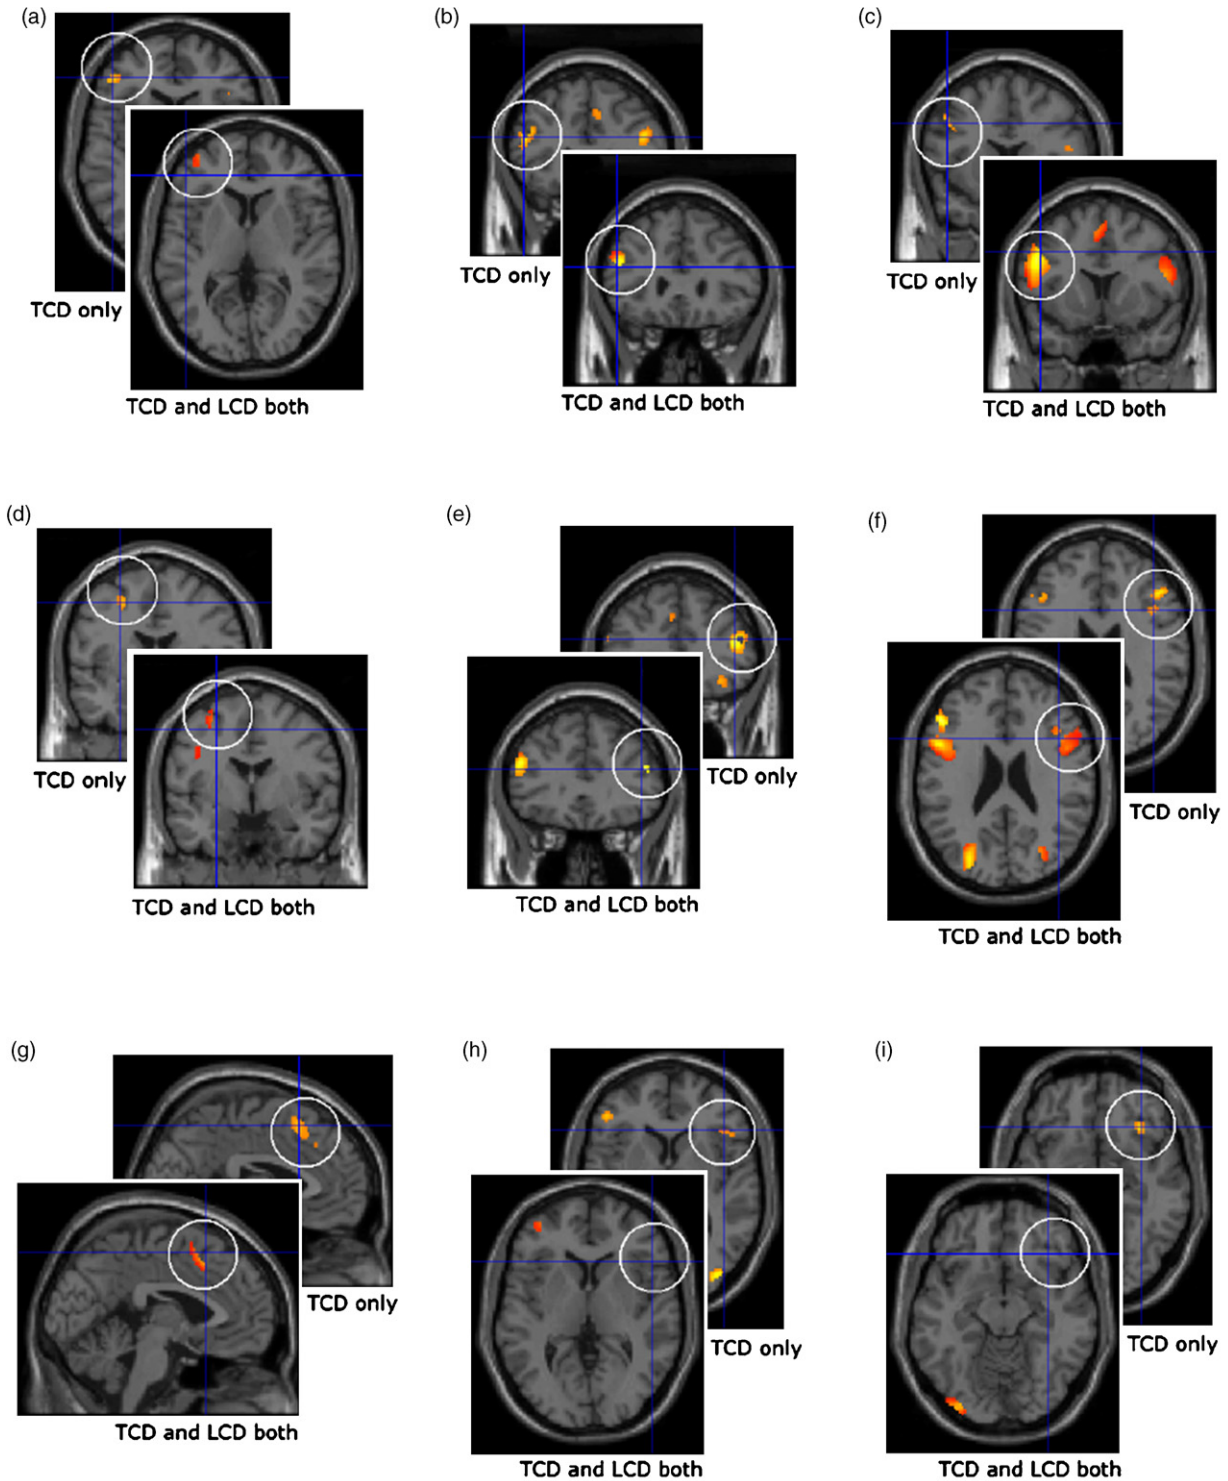 (a)
TCD only
TCD and LCD both
(b)
TCD only
TCD and LCD both
(c)
TCD only
TCD and LCD both
(d)
TCD only
TCD and LCD both
(e)
TCD only
TCD and LCD both
(f)
TCD only
TCD and LCD both
(g)
TCD only
TCD and LCD both
(h)
TCD only
TCD and LCD both
(i)
TCD only
TCD and LCD both